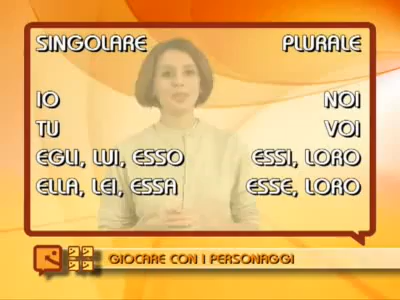 SINGOLARE PLURALE
IO NOI
TU VOI
EGLI, LUI, ESSO ESSI, LORO
ELLA, LEI, ESSA ESSE, LORO
GIOCARE CON I PERSONAGGI